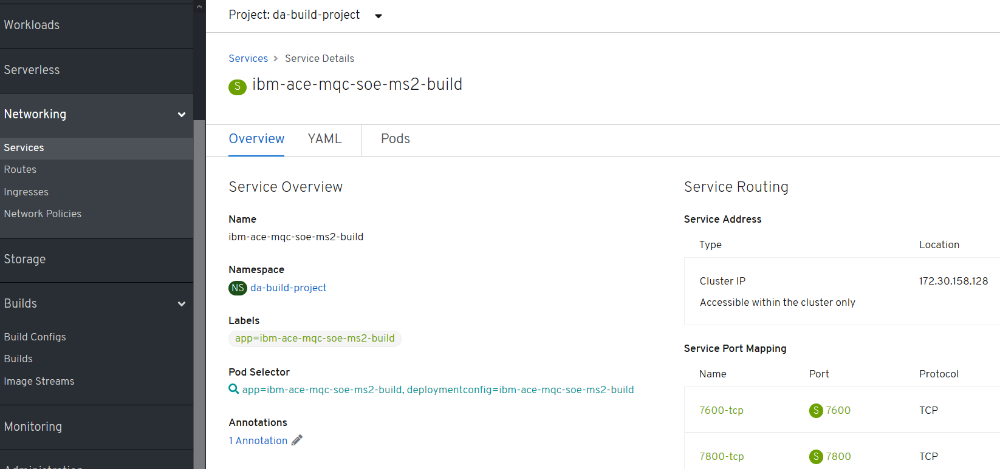 Workloads
Serverless
Networking
Services
Routes
Ingresses
Network Policies
Storage
Builds
Build Configs
Builds
Image Streams
Monitoring
Administration
Project: da-build-project
Services > Service Details
S ibm-ace-mqc-soe-ms2-build
Overview YAML Pods
Service Overview
Name
ibm-ace-mqc-soe-ms2-build
Namespace
NS da-build-project
Labels
app=ibm-ace-mqc-soe-ms2-build
Pod Selector
app=ibm-ace-mqc-soe-ms2-build, deploymentconfig=ibm-ace-mqc-soe-ms2-build
Annotations
1 Annotation
Service Routing
Service Address
Type Location
Cluster IP 172.30.158.128
Accessible within the cluster only
Service Port Mapping
Name Port Protocol
7600-tcp S 7600 TCP
7800-tcp S 7800 TCP